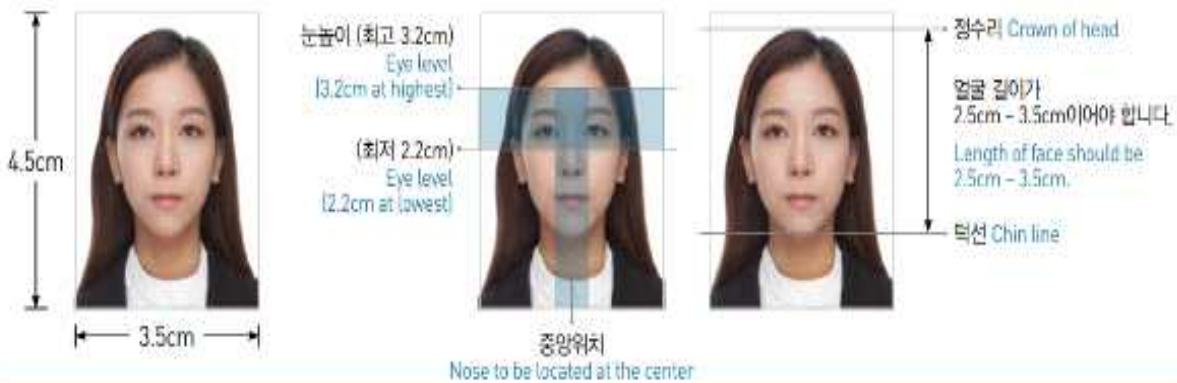 4.5cm
3.5cm
눈높이 (최고 3.2cm)
Eye level
(3.2cm at highest)
(최저 2.2cm)
Eye level
(2.2cm at lowest)
중앙위치
Nose to be located at the center
정수리 Crown of head
얼굴 길이가
2.5cm – 3.5cm이어야 합니다.
Length of face should be
2.5cm – 3.5cm.
턱선 Chin line